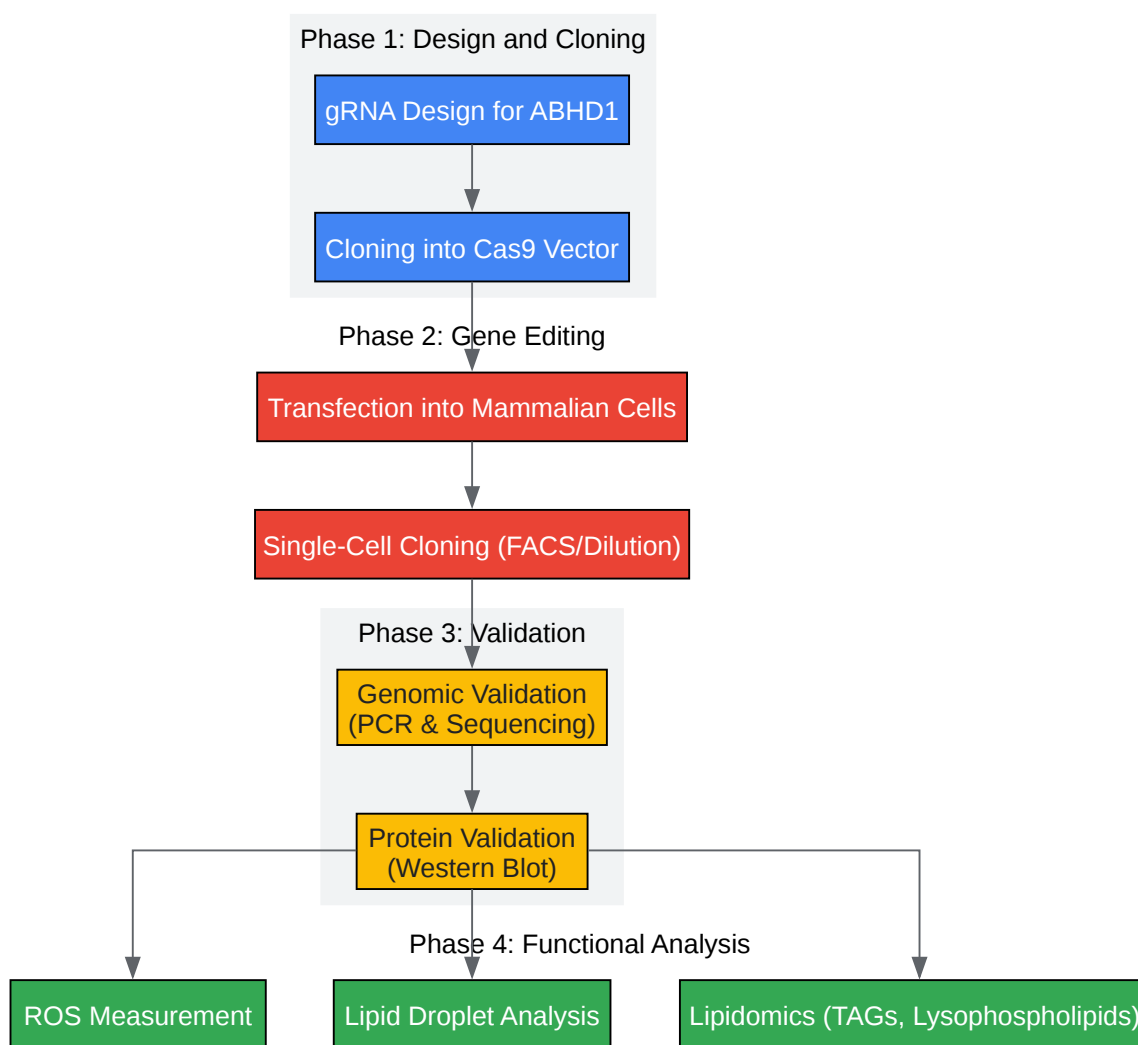 Phase 1: Design and Cloning
gRNA Design for ABHD1
Cloning into Cas9 Vector
Phase 2: Gene Editing
Transfection into Mammalian Cells
Single-Cell Cloning (FACS/Dilution)
Phase 3: Validation
Genomic Validation
(PCR & Sequencing)
Protein Validation
(Western Blot)
Phase 4: Functional Analysis
ROS Measurement
Lipid Droplet Analysis
Lipidomics (TAGs, Lysophospholipids)